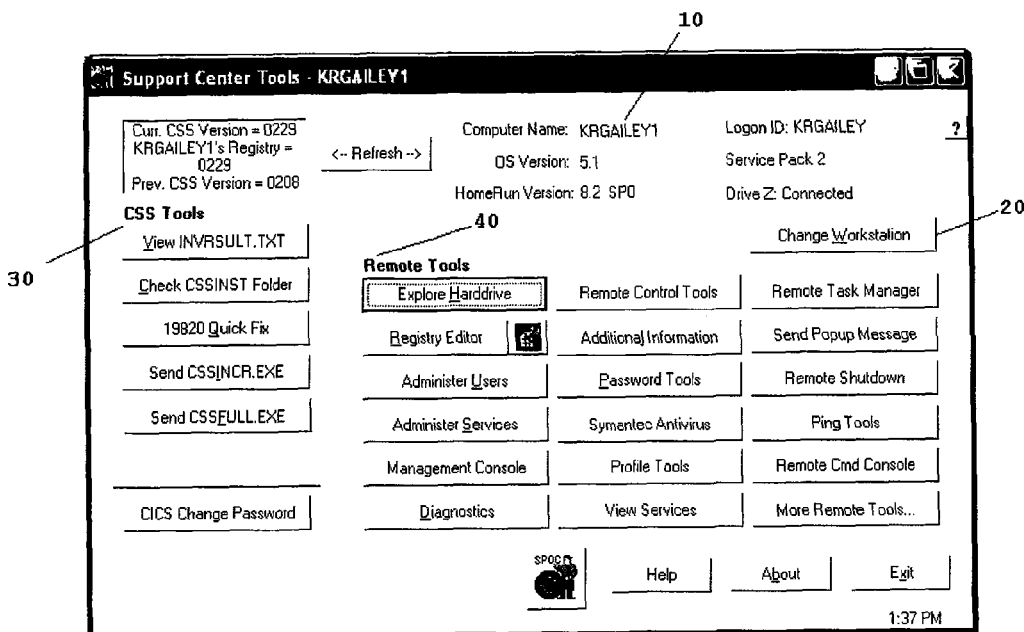 10
Support Center Tools - KRGAILEY1
Curr. CSS Version = 0229
KRGAILEY1's Registry =
0229
Prev. CSS Version = 0208
<-- Refresh -->
Computer Name: KRGAILEY1
Logon ID: KRGAILEY
?
OS Version: 5.1
Service Pack 2
HomeRun Version: 8.2 SP0
Drive Z: Connected
20
Change Workstation
CSS Tools
30
View INVRSULT.TXT
Check CSSINST Folder
19820 Quick Fix
Send CSSINCR.EXE
Send CSSFULL.EXE
CICS Change Password
40
Remote Tools
Explore Harddrive
Remote Control Tools
Remote Task Manager
Registry Editor
Additional Information
Send Popup Message
Administer Users
Password Tools
Remote Shutdown
Administer Services
Symantec Antivirus
Ping Tools
Management Console
Profile Tools
Remote Cmd Console
Diagnostics
View Services
More Remote Tools...
SPOC
Help
About
Exit
1:37 PM